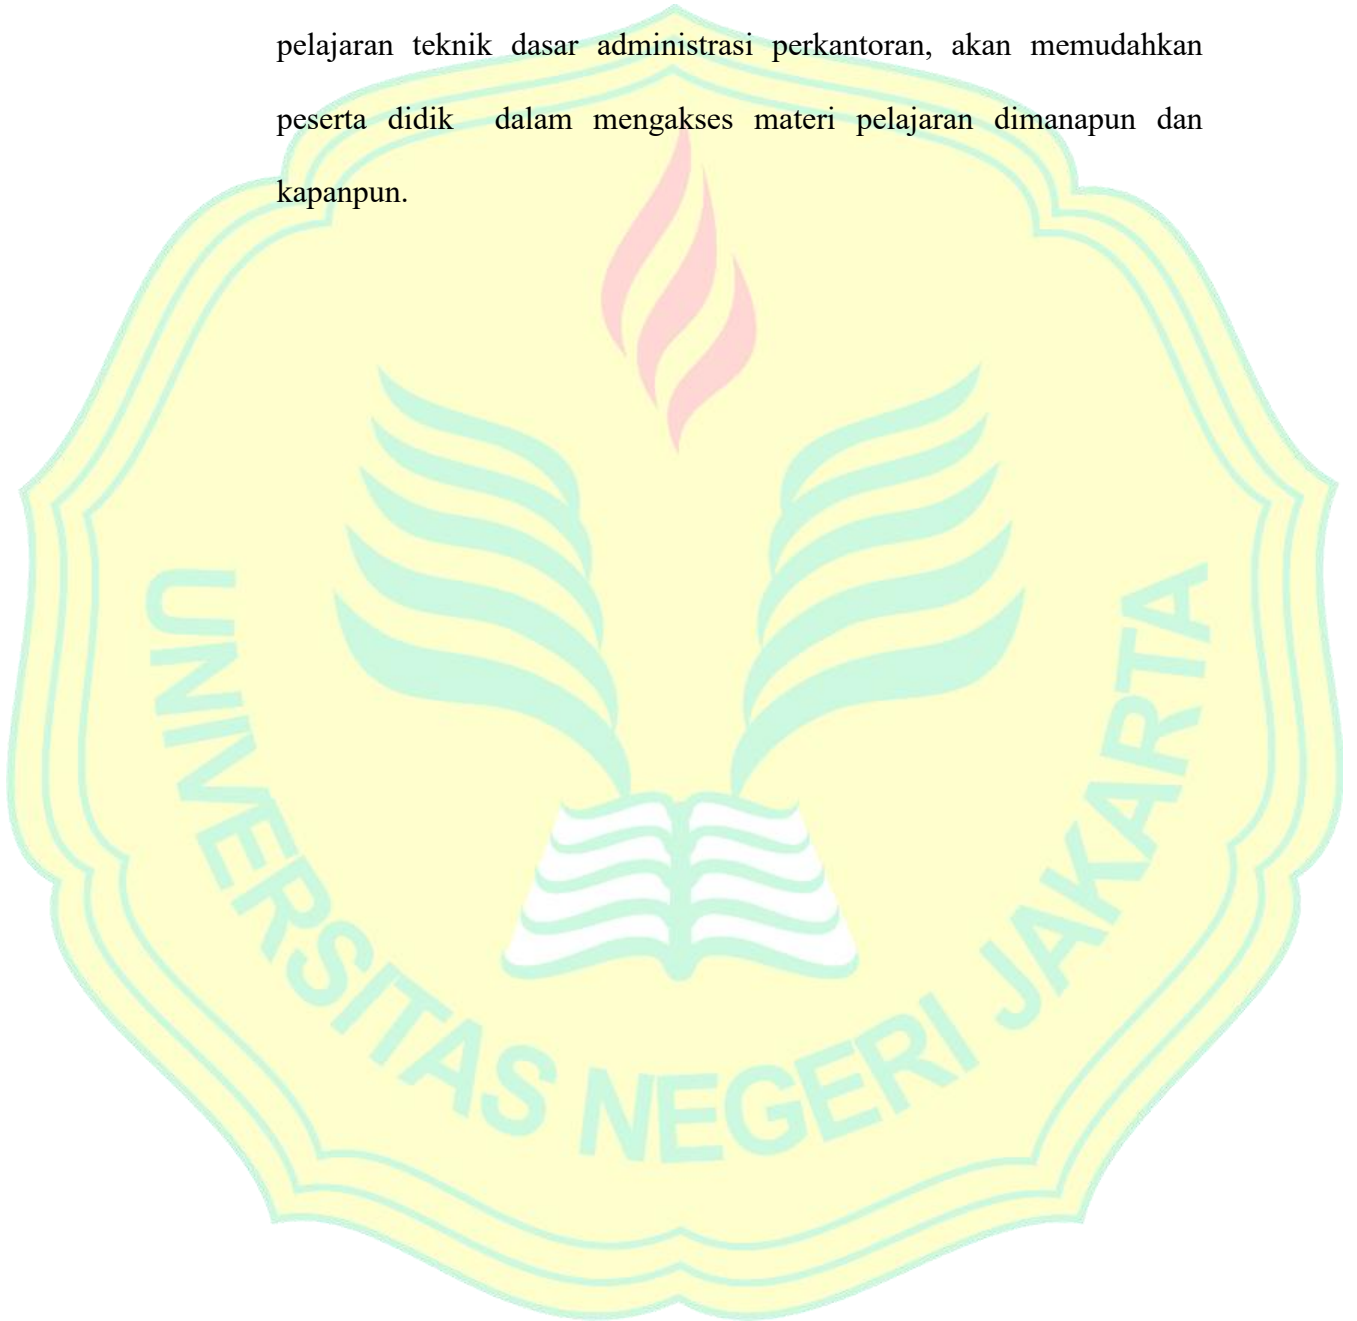 pelajaran teknik dasar administrasi perkantoran, akan memudahkan
peserta didik dalam mengakses materi pelajaran dimanapun dan
kapanpun.
UNIVERSITAS NEGERI JAKARTA